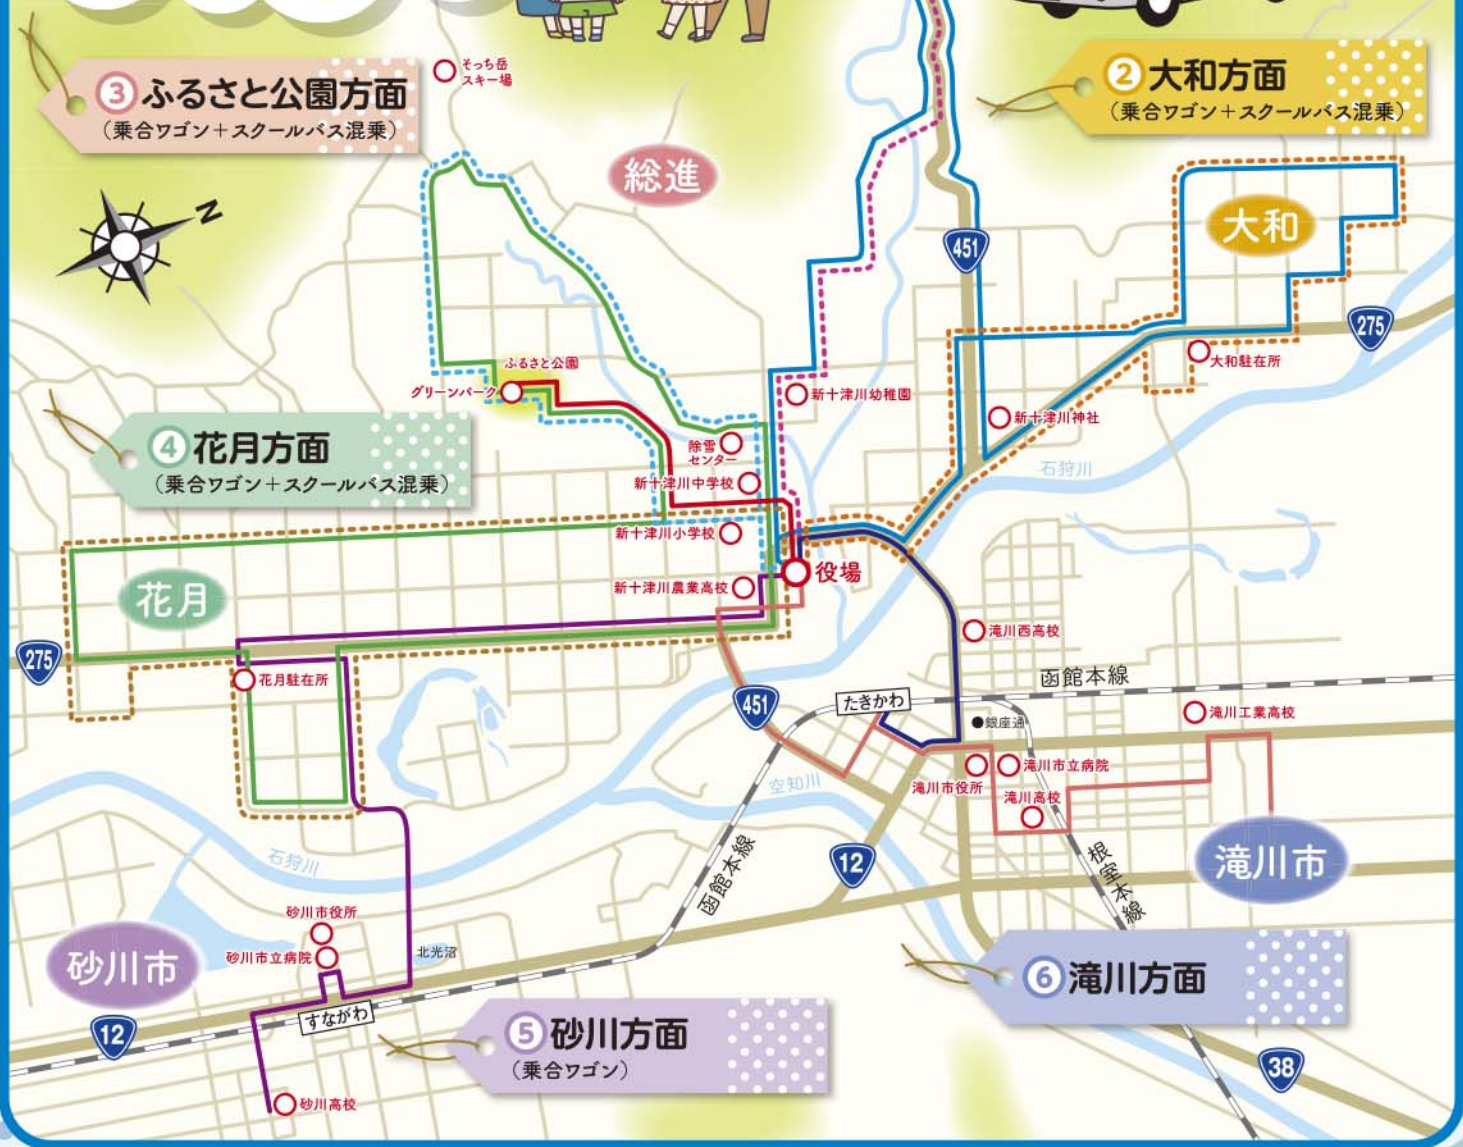 そっち岳
スキー場
③ふるさと公園方面
（乗合ワゴン＋スクールバス混乗）
②大和方面
（乗合ワゴン＋スクールバス混乗）
総進
N
大和
451
275
ふるさと公園
グリーンパーク
大和駐在所
新十津川幼稚園
新十津川神社
④花月方面
（乗合ワゴン＋スクールバス混乗）
除雪
センター
新十津川中学校
石狩川
新十津川小学校
役場
新十津川農業高校
花月
滝川西高校
275
花月駐在所
函館本線
451
たきかわ
滝川工業高校
●銀座通
滝川市立病院
空知川
滝川市役所
滝川高校
石狩川
函館本線
12
根室本線
滝川市
砂川市役所
砂川市立病院
北光沼
砂川市
⑥滝川方面
すながわ
12
⑤砂川方面
（乗合ワゴン）
38
砂川高校